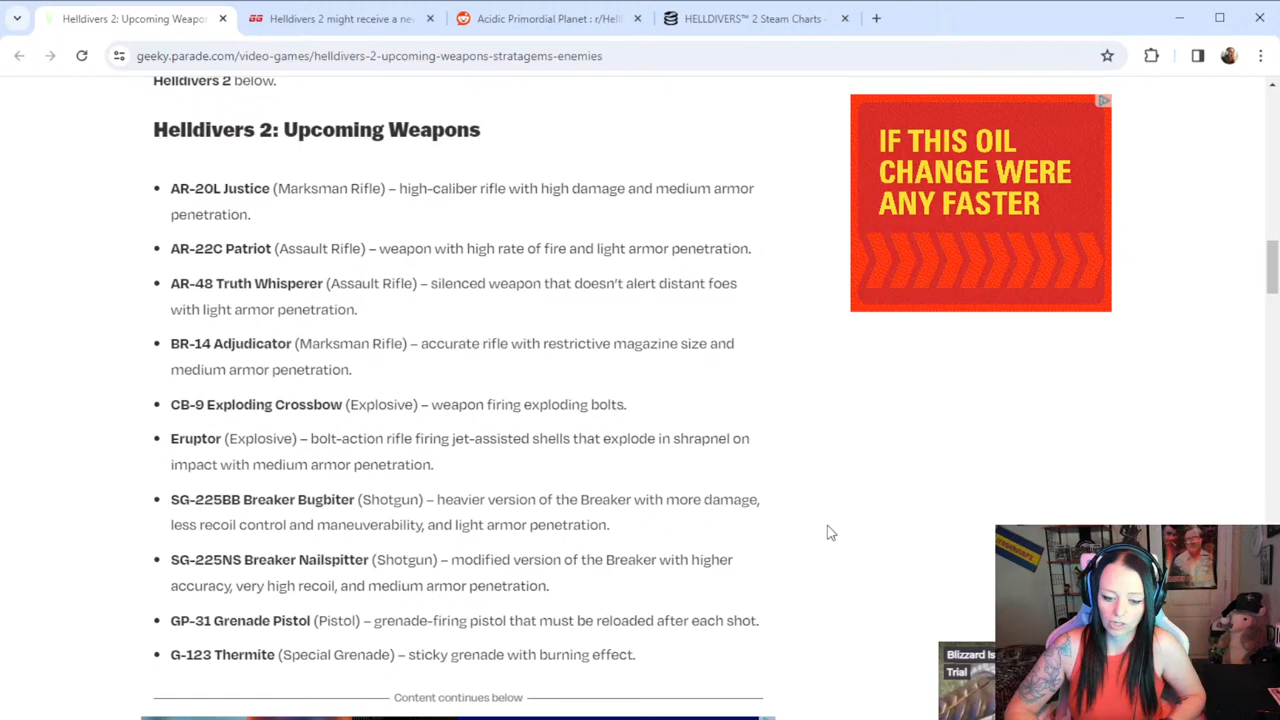 Helldivers 2: Upcoming Weapo
Helldivers 2 might receive a ne
Acidic Primordial Planet : r/Hell
HELLDIVERS™ 2 Steam Charts
geeky.parade.com/video-games/helldivers-2-upcoming-weapons-stratagems-enemies
Helldivers 2 below.
Helldivers 2: Upcoming Weapons
• AR-20L Justice (Marksman Rifle) – high-caliber rifle with high damage and medium armor
penetration.
• AR-22C Patriot (Assault Rifle) – weapon with high rate of fire and light armor penetration.
• AR-48 Truth Whisperer (Assault Rifle) – silenced weapon that doesn't alert distant foes
with light armor penetration.
• BR-14 Adjudicator (Marksman Rifle) – accurate rifle with restrictive magazine size and
medium armor penetration.
• CB-9 Exploding Crossbow (Explosive) – weapon firing exploding bolts.
• Eruptor (Explosive) – bolt-action rifle firing jet-assisted shells that explode in shrapnel on
impact with medium armor penetration.
• SG-225BB Breaker Bugbiter (Shotgun) – heavier version of the Breaker with more damage,
less recoil control and maneuverability, and light armor penetration.
• SG-225NS Breaker Nailspitter (Shotgun) – modified version of the Breaker with higher
accuracy, very high recoil, and medium armor penetration.
• GP-31 Grenade Pistol (Pistol) – grenade-firing pistol that must be reloaded after each shot.
• G-123 Thermite (Special Grenade) – sticky grenade with burning effect.
Content continues below
IF THIS OIL
CHANGE WERE
ANY FASTER
Blizzard Is
Trial